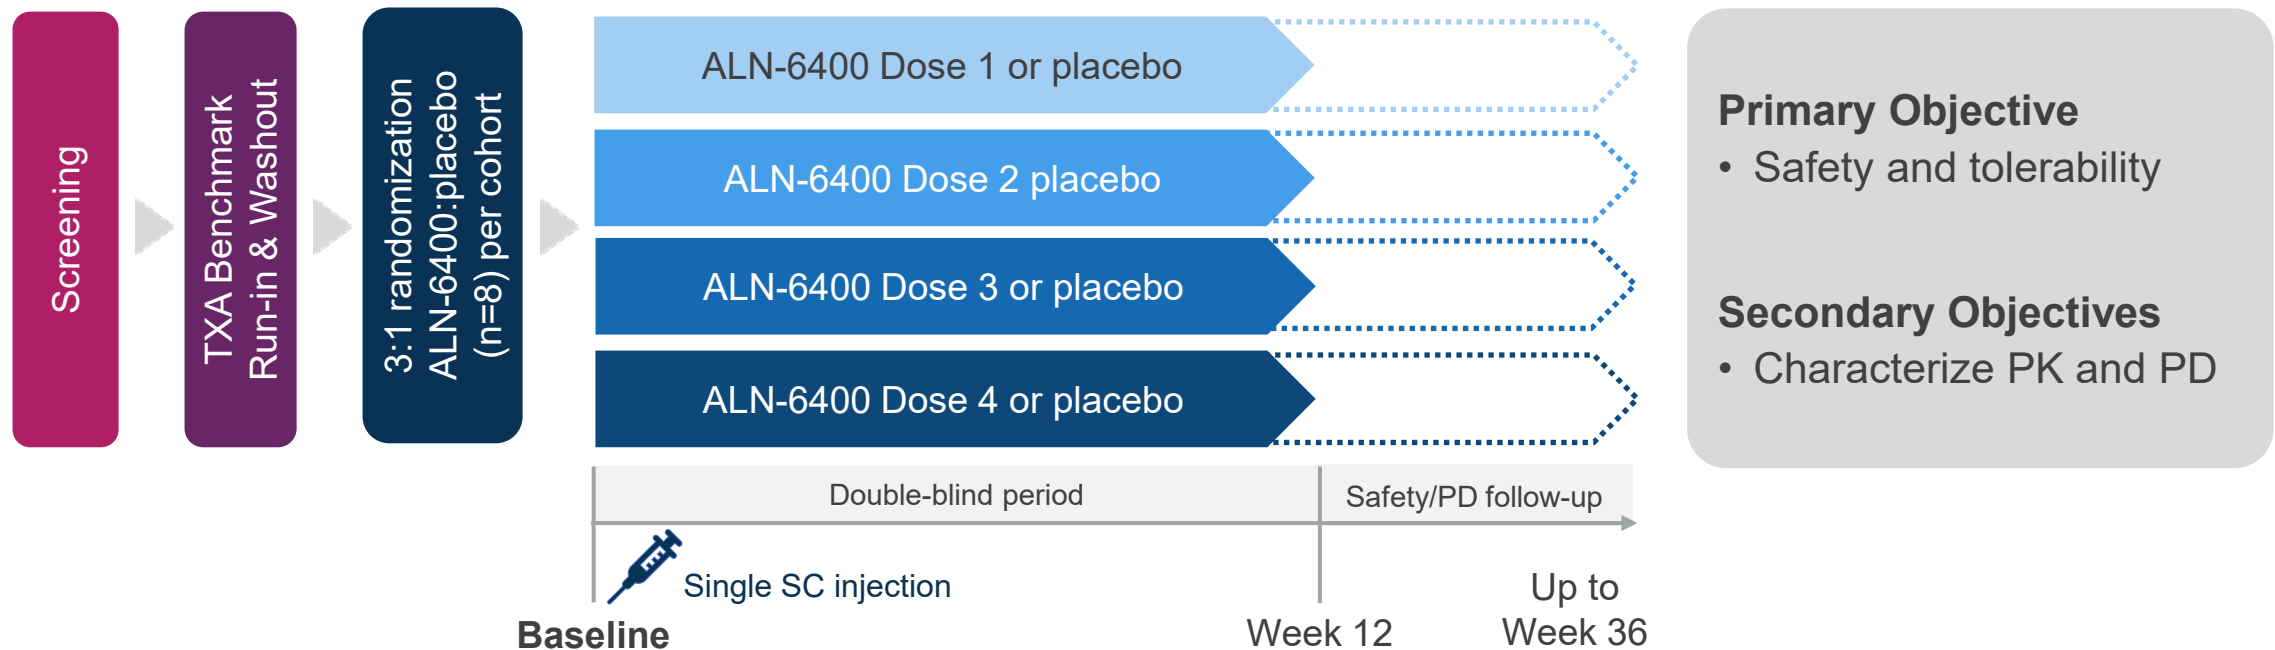 Screening
TXA Benchmark
Run-in & Washout
3:1 randomization
ALN-6400:placebo
(n=8) per cohort
ALN-6400 Dose 1 or placebo
ALN-6400 Dose 2 placebo
ALN-6400 Dose 3 or placebo
ALN-6400 Dose 4 or placebo
Double-blind period
Safety/PD follow-up
Single SC injection
Baseline
Week 12
Up to
Week 36
Primary Objective
• Safety and tolerability
Secondary Objectives
• Characterize PK and PD